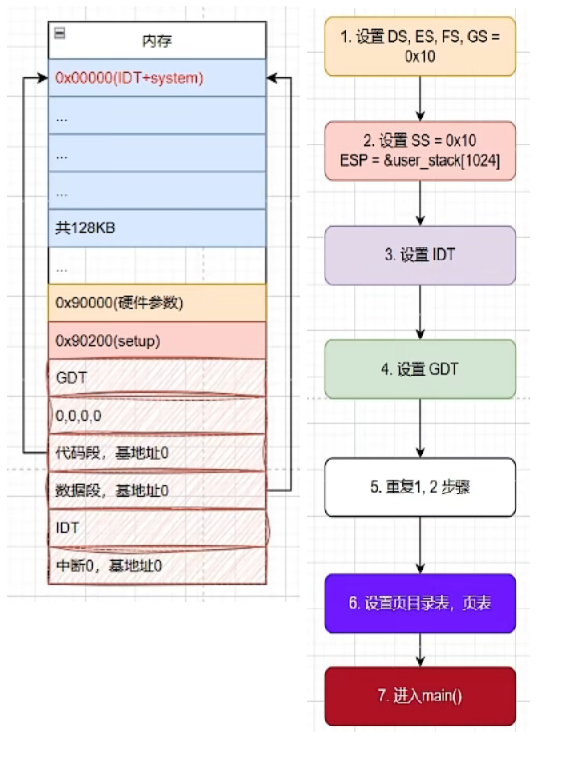 内存
0x00000(IDT+system)
...
...
...
共128KB
...
0x90000(硬件参数)
0x90200(setup)
GDT
0,0,0,0
代码段，基地址0
数据段，基地址0
IDT
中断0，基地址0
1. 设置 DS, ES, FS, GS =
0x10
2. 设置 SS = 0x10
ESP = &user_stack[1024]
3. 设置 IDT
4. 设置 GDT
5. 重复1, 2 步骤
6. 设置页目录表，页表
7. 进入main()